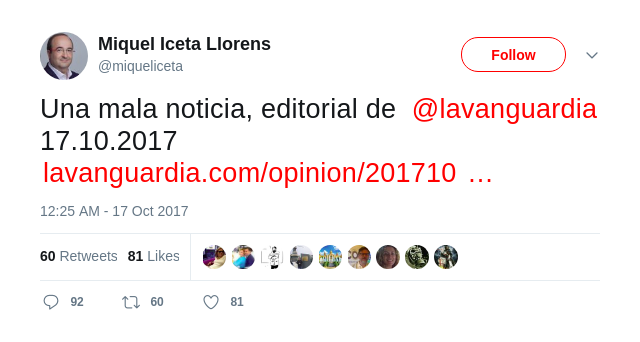 Miquel Iceta Llorens
@miqueliceta
Follow
Una mala noticia, editorial de @lavanguardia
17.10.2017
lavanguardia.com/opinion/201710 …
12:25 AM - 17 Oct 2017
60 Retweets 81 Likes
92 60 81